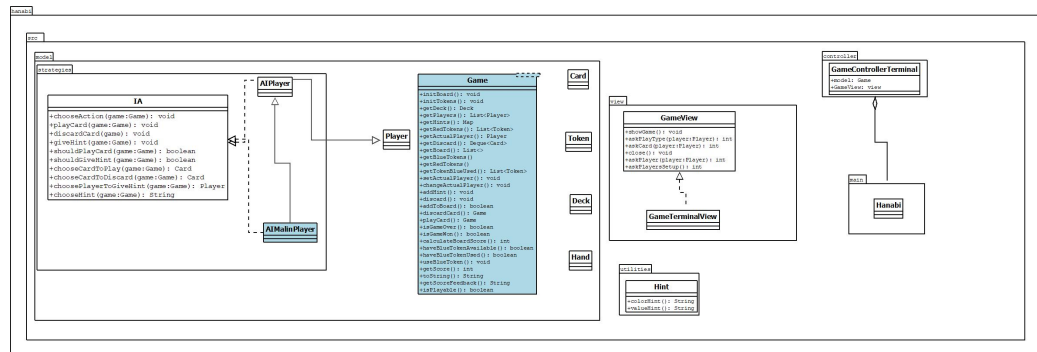 hanabi
src
model
strategies
IA
+chooseAction(game:Game): void
+playCard(game:Game): void
+discardCard(game:Game): void
+giveHint(game:Game): void
+shouldPlayCard(game:Game): boolean
+shouldGiveHint(game:Game): boolean
+chooseCardToPlay(game:Game): Card
+chooseCardToDiscard(game:Game): Card
+choosePlayerToGiveHint(game:Game): Player
+chooseHint(game:Game): String
AIPlayer
AIMalinPlayer
Player
Game
+initBoard(): void
+initTokens(): void
+getDeck(): Deck
+getPlayers(): List<Player>
+getHints(): Map
+getRedTokens(): List<Token>
+getActualPlayer(): Player
+getDiscard(): Deque<Card>
+getBoard(): List<>
+getBlueTokens()
+getRedTokens()
+getTokenBlueUsed(): List<Token>
+setActualPlayer(): void
+changeActualPlayer(): void
+addHint(): void
+discard(): void
+addToBoard(): boolean
+discardCard(): Game
+playCard(): Game
+isGameOver(): boolean
+isGameWon(): boolean
+calculateBoardScore(): int
+haveBlueTokenAvailable(): boolean
+haveBlueTokenUsed(): boolean
+useBlueToken(): void
+getScore(): int
+toString(): String
+getScoreFeedback(): String
+isPlayable(): boolean
Card
Token
Deck
Hand
view
GameView
+showGame(): void
+askPlayType(player:Player): int
+askCard(player:Player): int
+close(): void
+askPlayer(player:Player): int
+askPlayersSetup(): int
GameTerminalView
utilities
Hint
+colorHint(): String
+valueHint(): String
controller
GameControllerTerminal
+model: Game
+GameView: view
main
Hanabi